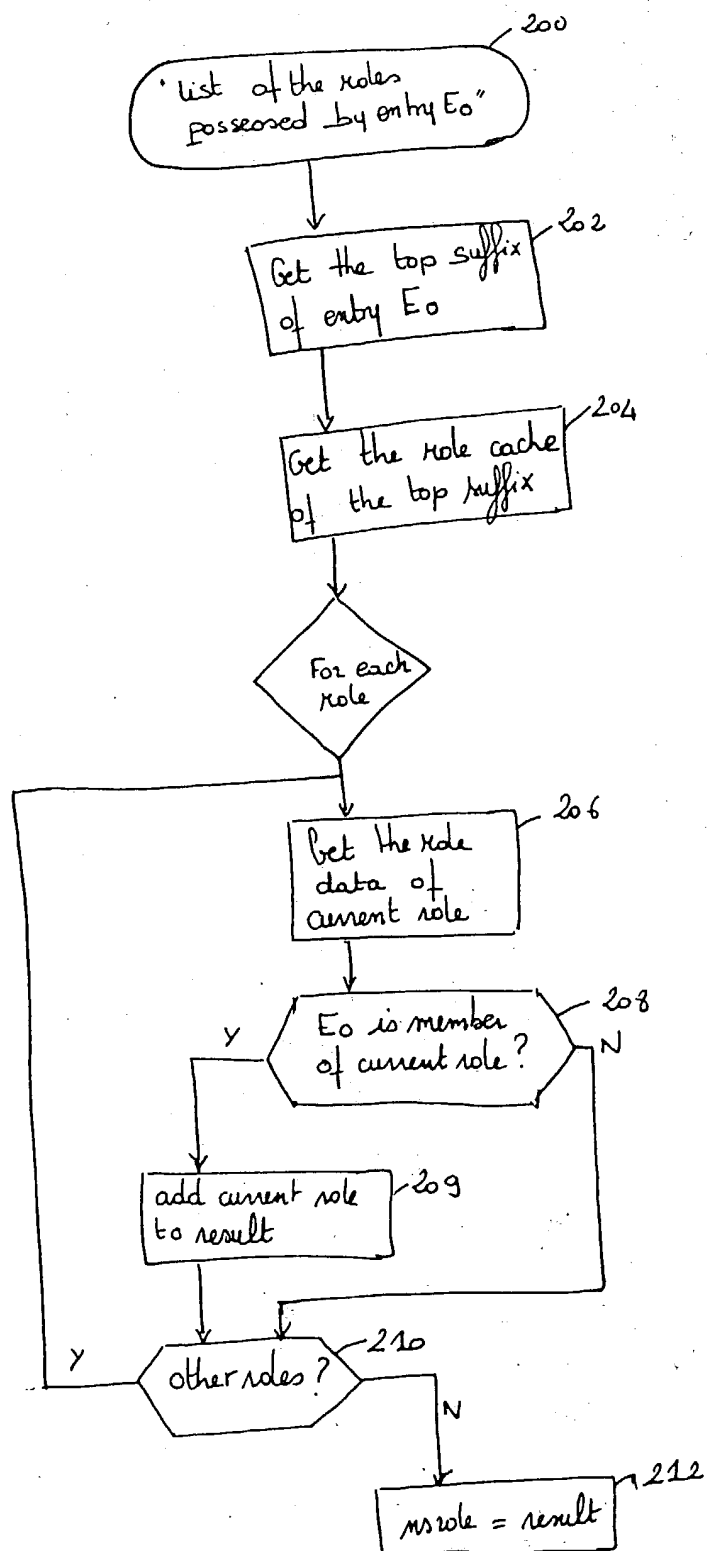 200
"list of the roles
possessed by entry E0"
202
Get the top suffix
of entry E0
204
Get the role cache
of the top suffix
For each
role
206
Get the role
data of
current role
208
E0 is member
of current role ?
Y
N
209
add current role
to result
210
other roles ?
Y
N
212
nsrole = result